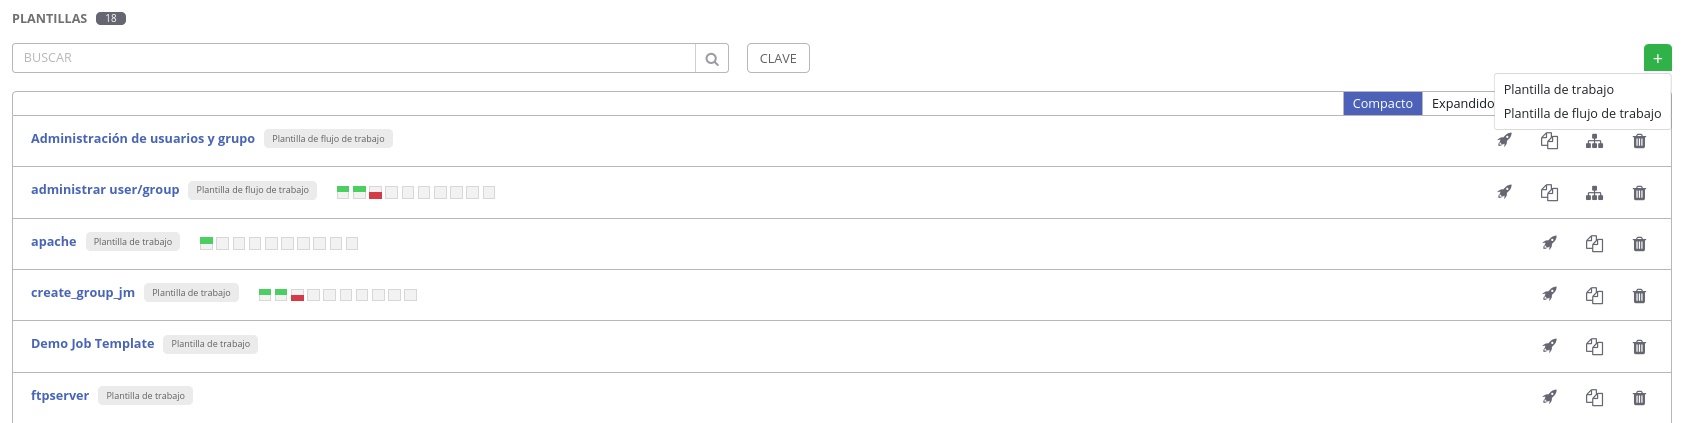 PLANTILLAS 18
BUSCAR
CLAVE
+
Plantilla de trabajo
Plantilla de flujo de trabajo
Compacto Expandido
Administración de usuarios y grupo Plantilla de flujo de trabajo
administrar user/group Plantilla de flujo de trabajo
apache Plantilla de trabajo
create_group_jm Plantilla de trabajo
Demo Job Template Plantilla de trabajo
ftpserver Plantilla de trabajo